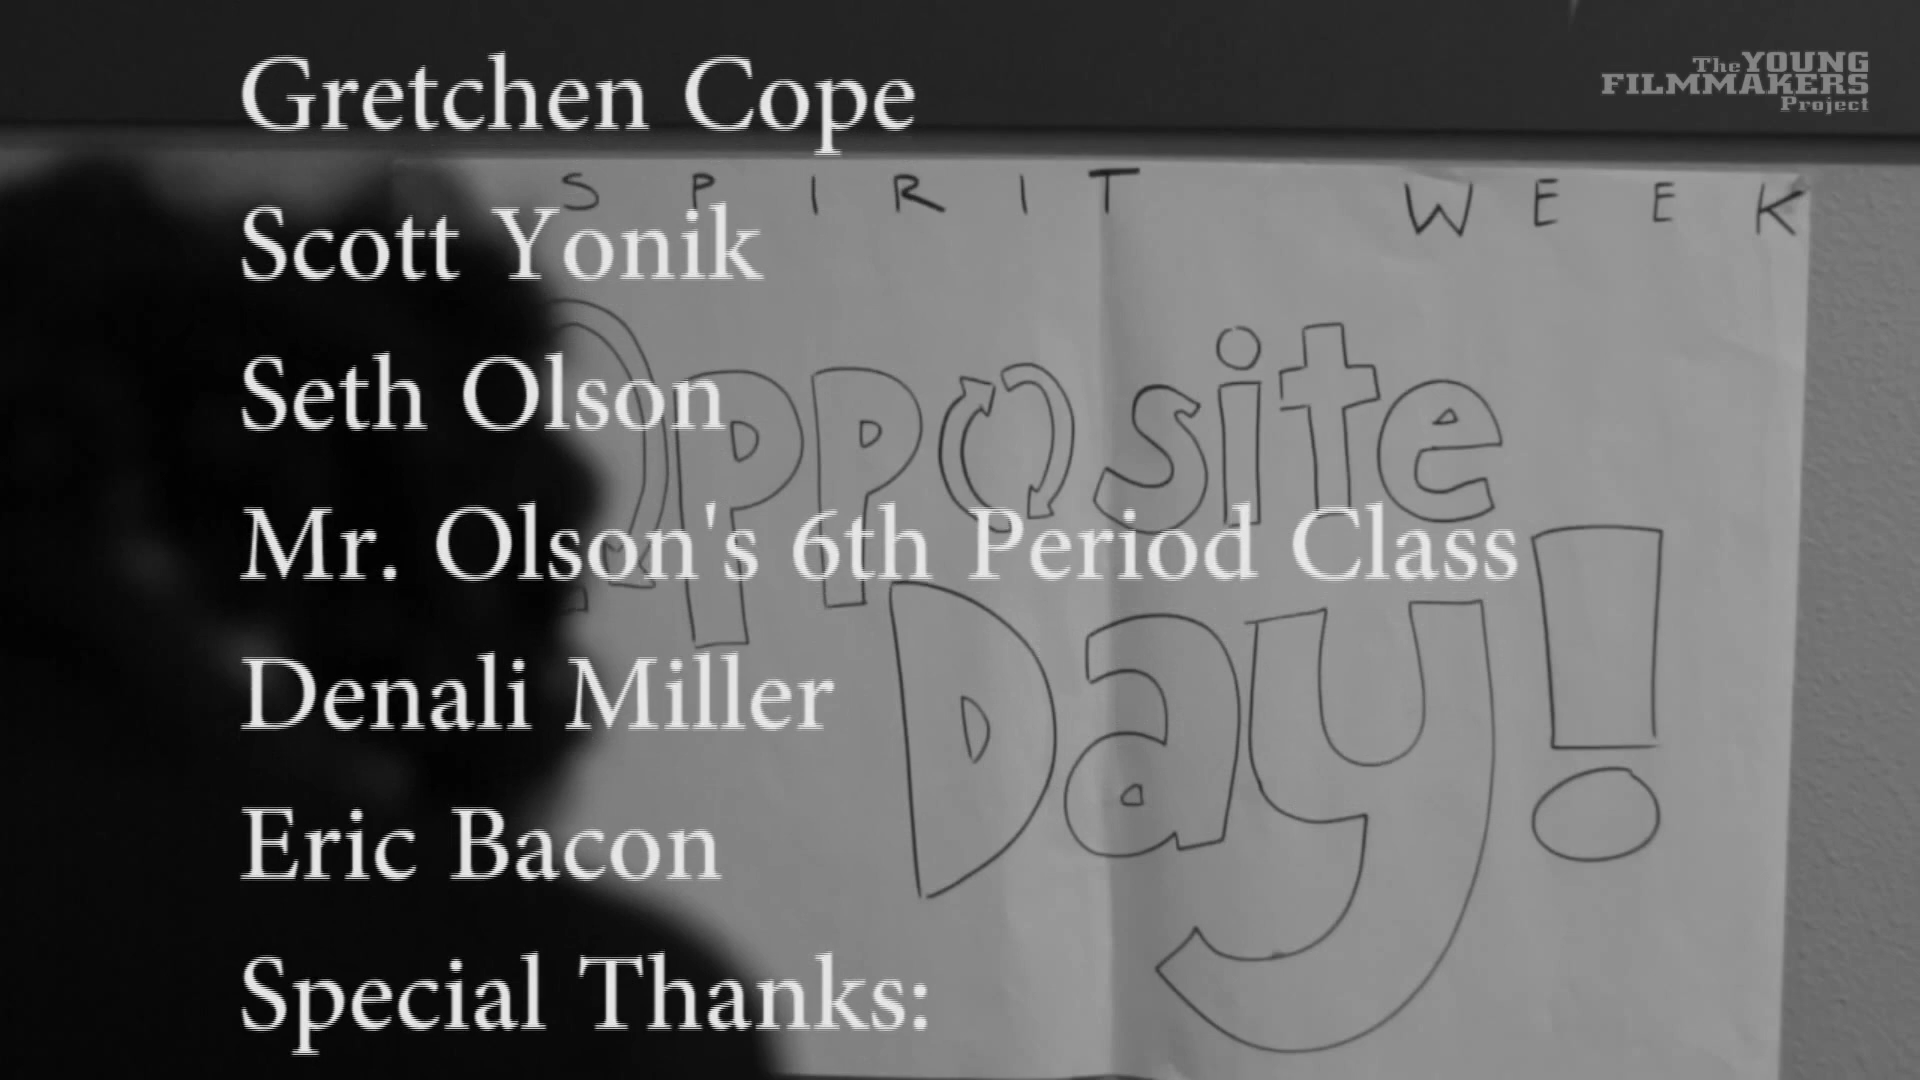 The YOUNG
FILMMAKERS
Project
Gretchen Cope
SPIRIT WEEK
Scott Yonik
Seth Olson
Opposite
Mr. Olson's 6th Period Class
Day!
Denali Miller
Eric Bacon
Special Thanks: